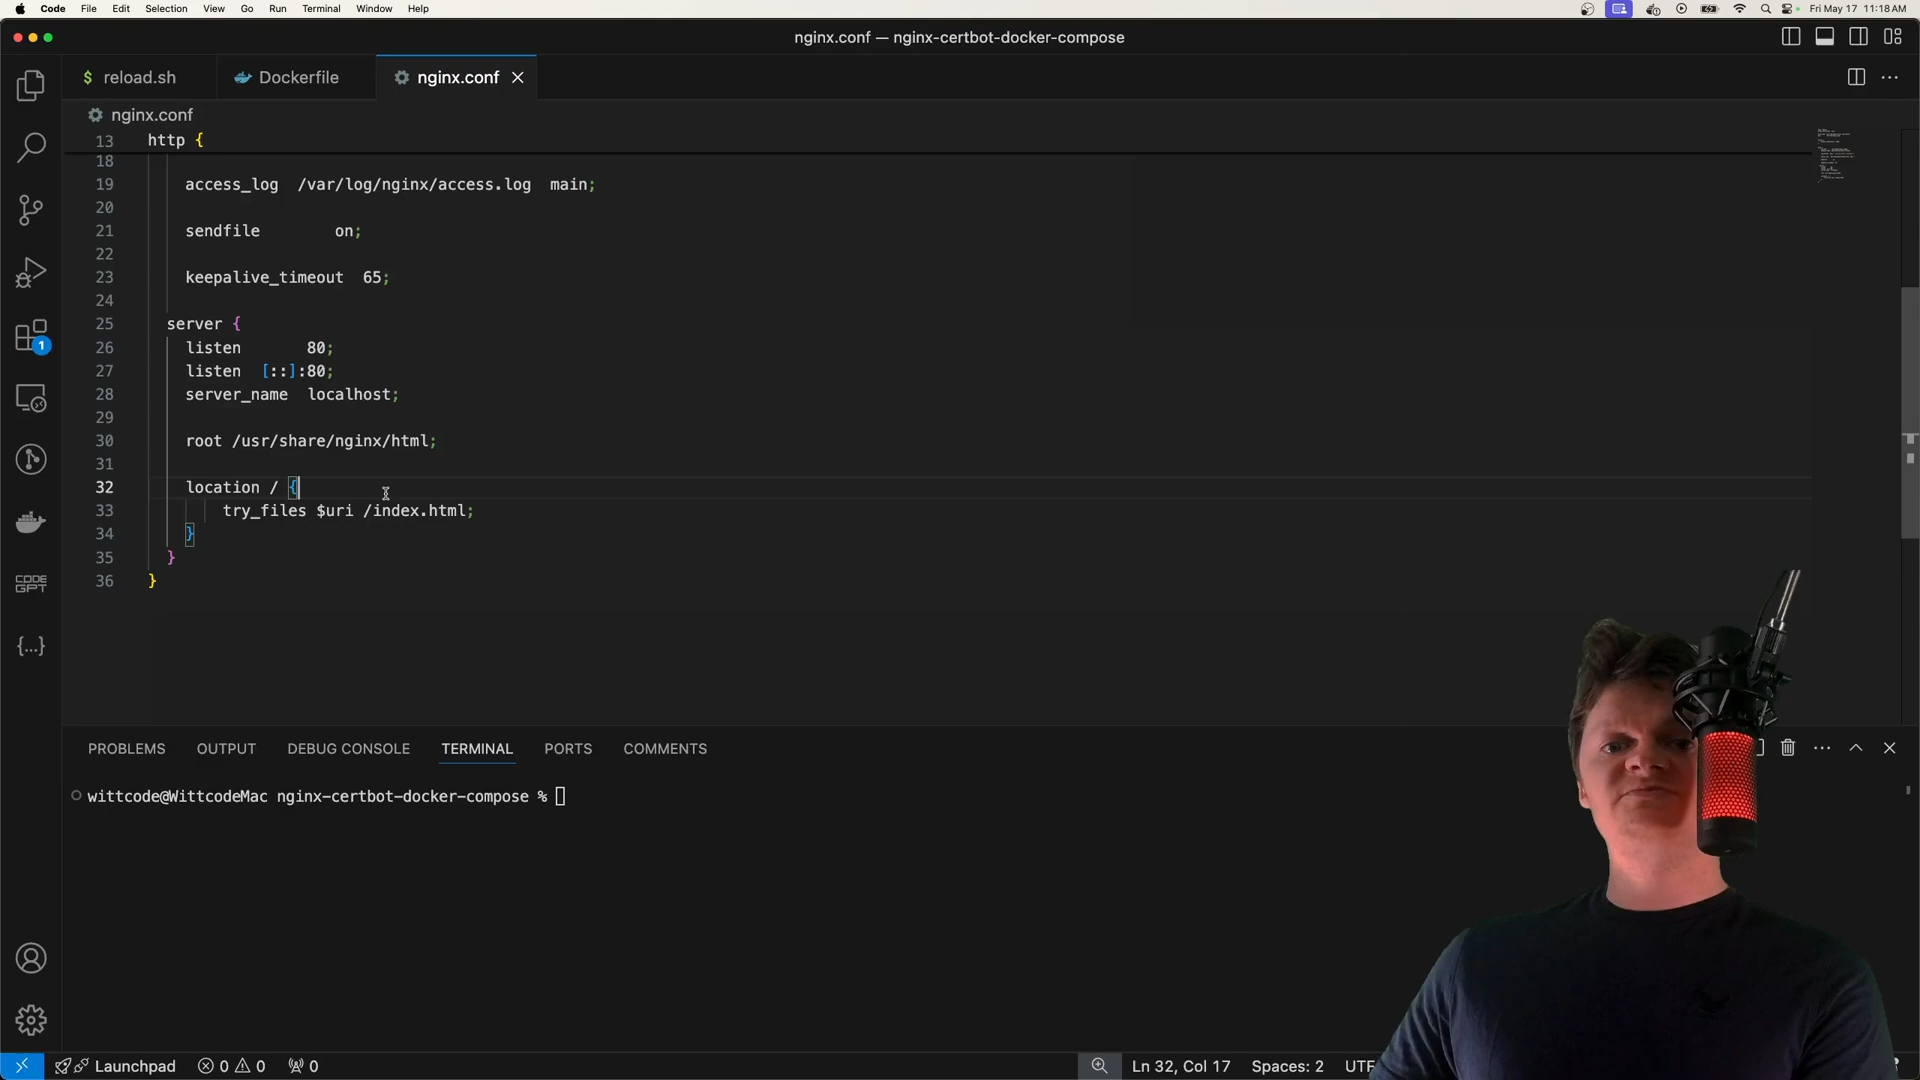 Code File Edit Selection View Go Run Terminal Window Help Fri May 17 11:18 AM
nginx.conf — nginx-certbot-docker-compose
$ reload.sh Dockerfile nginx.conf
nginx.conf
13 http {
18
19 access_log /var/log/nginx/access.log main;
20
21 sendfile on;
22
23 keepalive_timeout 65;
24
25 server {
26 listen 80;
27 listen [::]:80;
28 server_name localhost;
29
30 root /usr/share/nginx/html;
31
32 location / {
33 try_files $uri /index.html;
34 }
35 }
36 }
1
CODE
GPT
{...}
PROBLEMS OUTPUT DEBUG CONSOLE TERMINAL PORTS COMMENTS
wittcode@WittcodeMac nginx-certbot-docker-compose %
Launchpad 0 0 0 Ln 32, Col 17 Spaces: 2